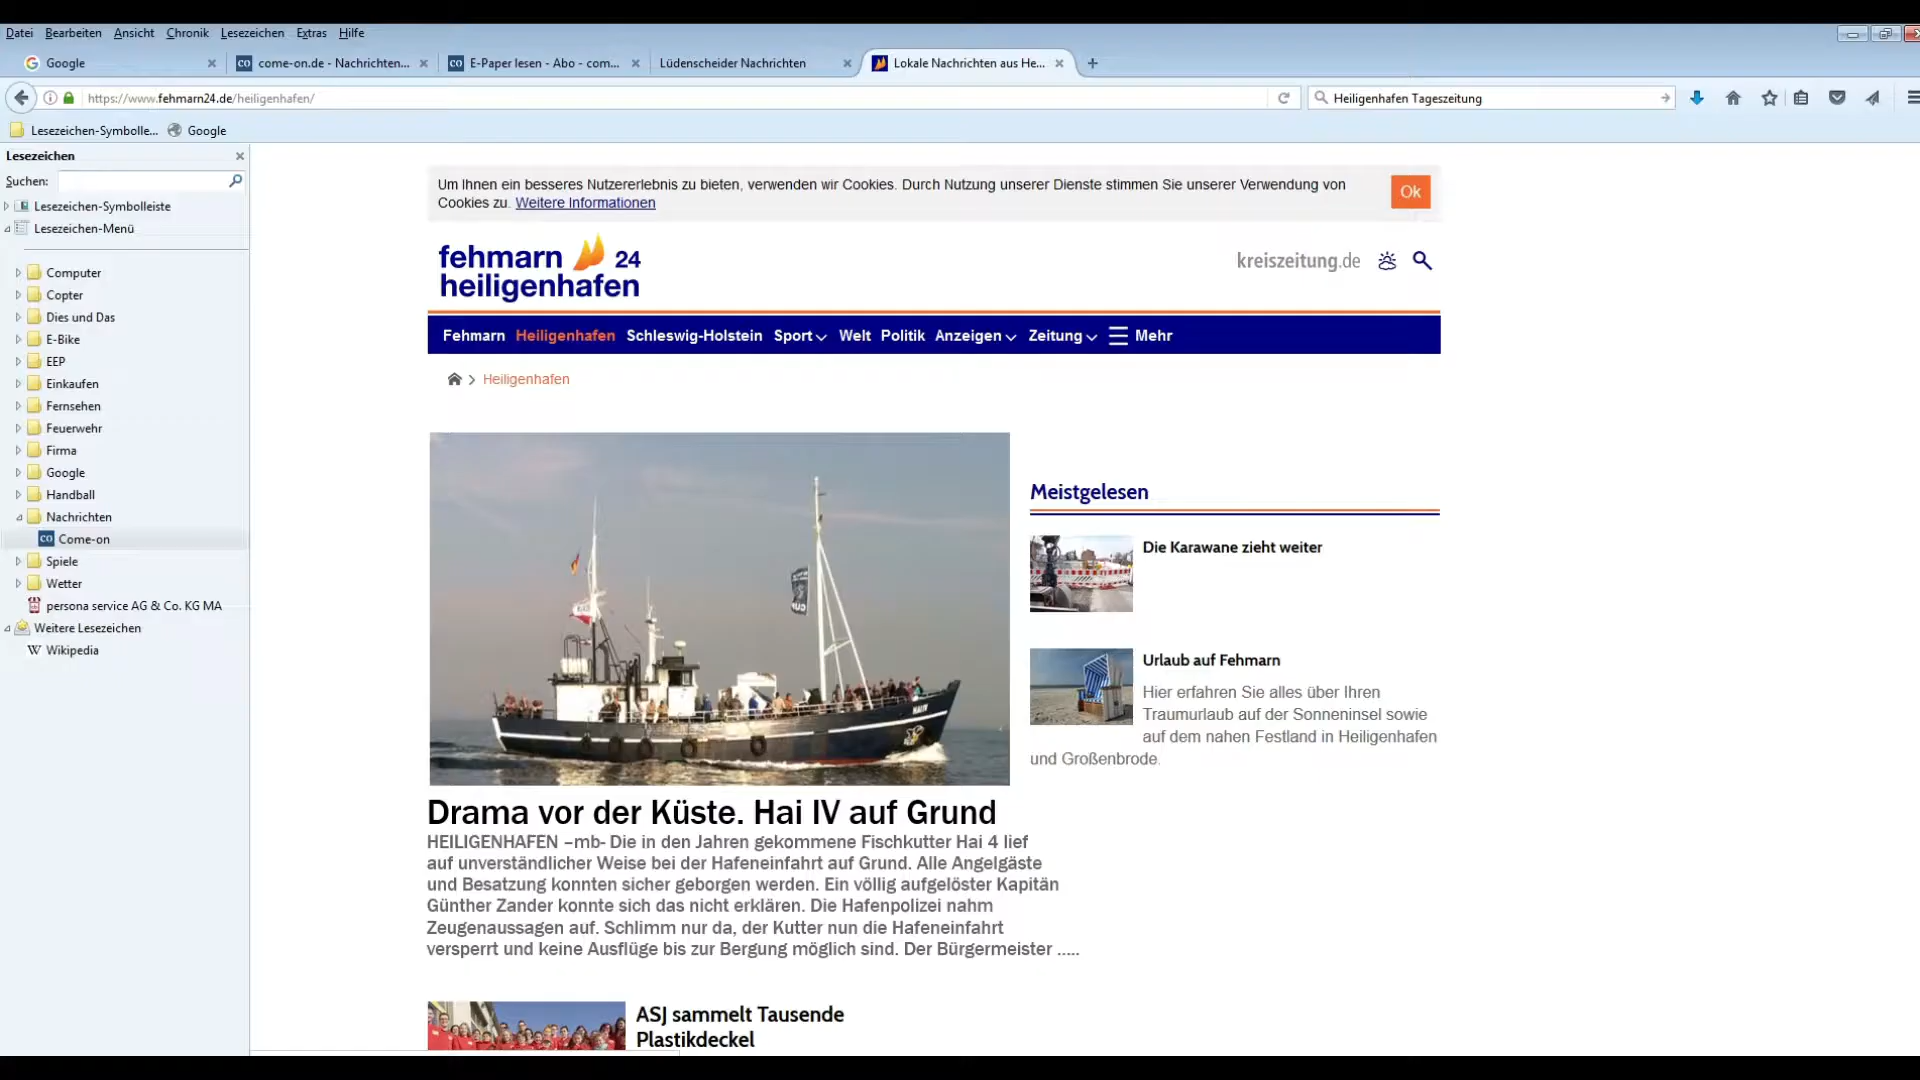 Datei Bearbeiten Ansicht Chronik Lesezeichen Extras Hilfe
Google
come-on.de - Nachrichten...
E-Paper lesen - Abo - com...
Lüdenscheider Nachrichten
Lokale Nachrichten aus He...
https://www.fehmarn24.de/heiligenhafen/
Heiligenhafen Tageszeitung
Lesezeichen-Symbolle...
Google
Lesezeichen
Suchen:
Lesezeichen-Symbolleiste
Lesezeichen-Menü
Computer
Copter
Dies und Das
E-Bike
EEP
Einkaufen
Fernsehen
Feuerwehr
Firma
Google
Handball
Nachrichten
co Come-on
Spiele
Wetter
persona service AG & Co. KG MA
Weitere Lesezeichen
W Wikipedia
Um Ihnen ein besseres Nutzererlebnis zu bieten, verwenden wir Cookies. Durch Nutzung unserer Dienste stimmen Sie unserer Verwendung von
Cookies zu. Weitere Informationen
Ok
fehmarn 24
heiligenhafen
kreiszeitung.de
Fehmarn Heiligenhafen Schleswig-Holstein Sport Welt Politik Anzeigen Zeitung Mehr
Heiligenhafen
HAI IV
Drama vor der Küste. Hai IV auf Grund
HEILIGENHAFEN –mb- Die in den Jahren gekommene Fischkutter Hai 4 lief
auf unverständlicher Weise bei der Hafeneinfahrt auf Grund. Alle Angelgäste
und Besatzung konnten sicher geborgen werden. Ein völlig aufgelöster Kapitän
Günther Zander konnte sich das nicht erklären. Die Hafenpolizei nahm
Zeugenaussagen auf. Schlimm nur da, der Kutter nun die Hafeneinfahrt
versperrt und keine Ausflüge bis zur Bergung möglich sind. Der Bürgermeister .....
ASJ sammelt Tausende
Plastikdeckel
Meistgelesen
Die Karawane zieht weiter
Urlaub auf Fehmarn
Hier erfahren Sie alles über Ihren
Traumurlaub auf der Sonneninsel sowie
auf dem nahen Festland in Heiligenhafen
und Großenbrode.